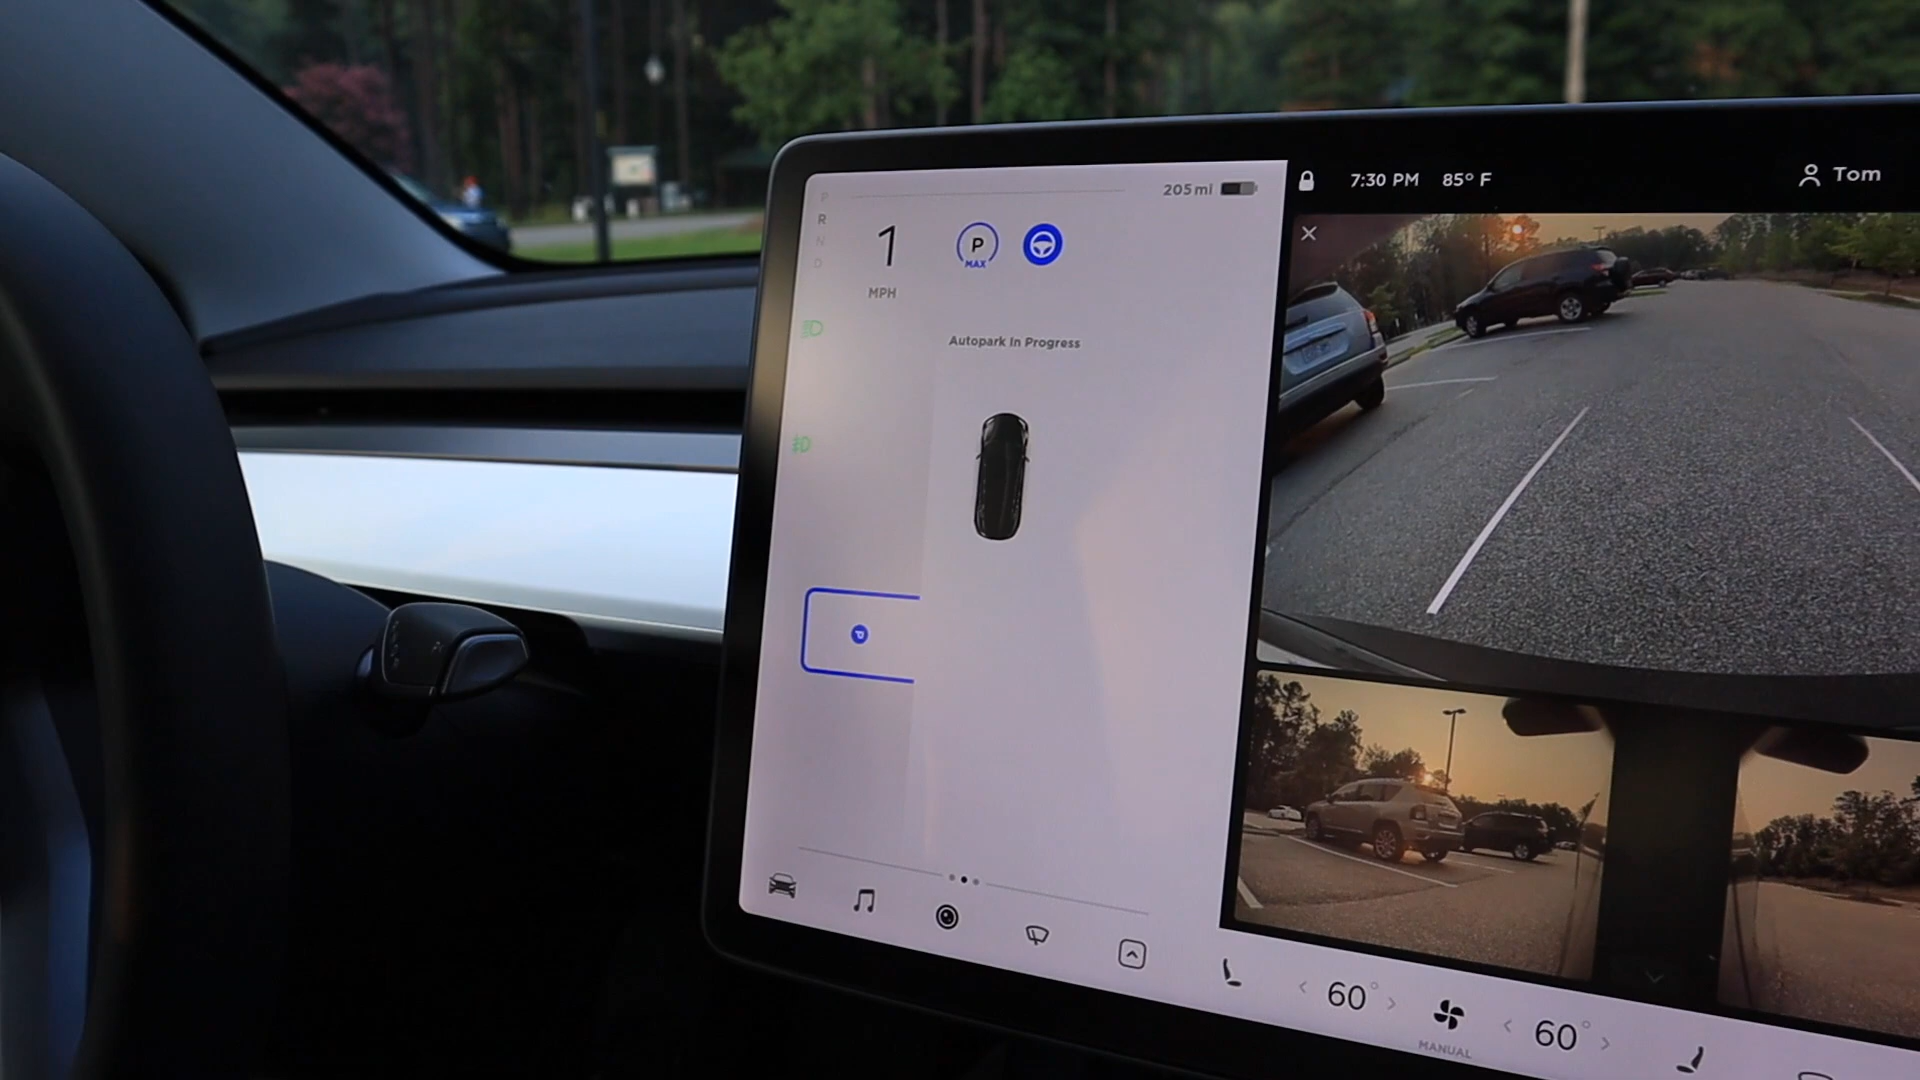 P
R
N
D
205 mi
1
MPH
P
MAX
Autopark In Progress
P
7:30 PM 85° F
Tom
60°
MANUAL
60°